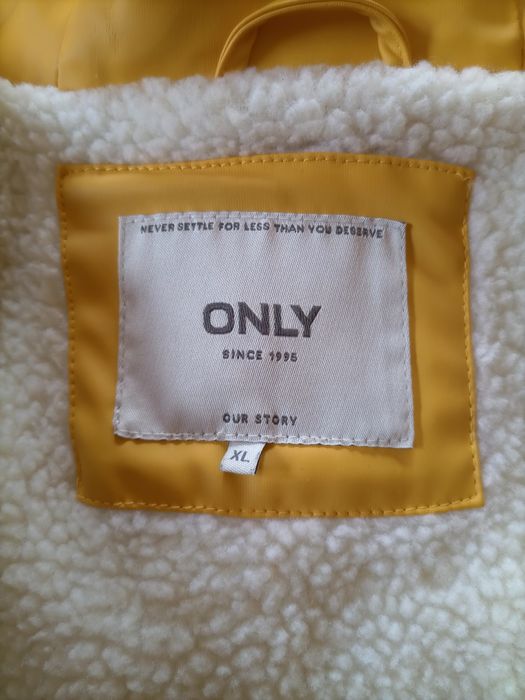 NEVER SETTLE FOR LESS THAN YOU DESERVE
ONLY
SINCE 1995
OUR STORY
XL